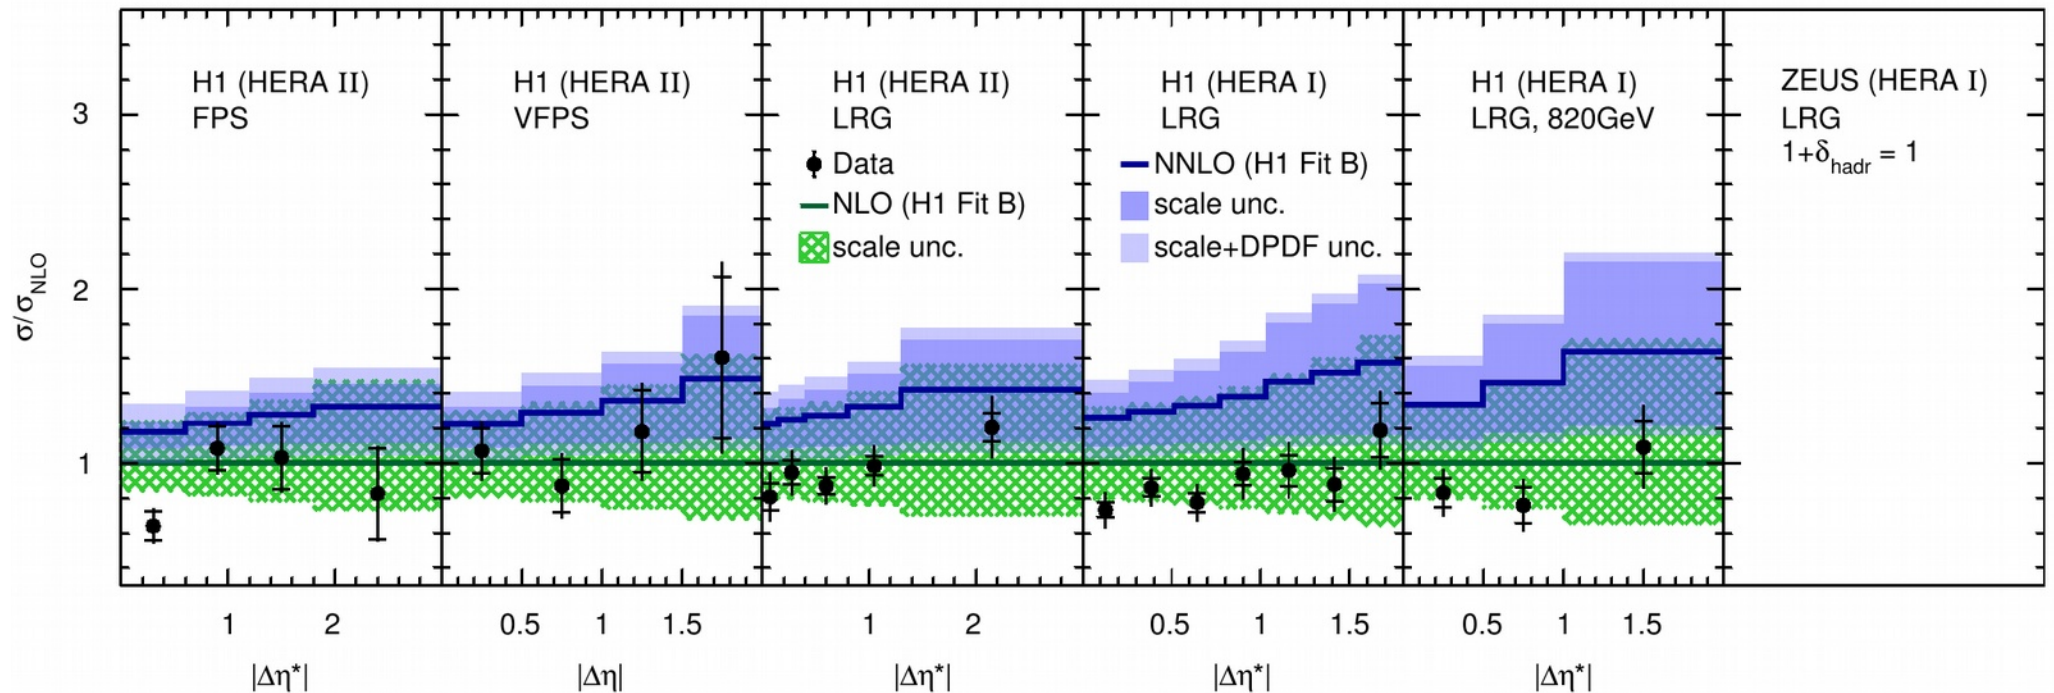 H1 (HERA II)
FPS
H1 (HERA II)
VFPS
H1 (HERA II)
LRG
Data
NLO (H1 Fit B)
scale unc.
H1 (HERA I)
LRG
NNLO (H1 Fit B)
scale unc.
scale+DPDF unc.
H1 (HERA I)
LRG, 820GeV
ZEUS (HERA I)
LRG
1+δhadr = 1
σ/σNLO
3
2
1
1 2
0.5 1 1.5
1 2
0.5 1 1.5
0.5 1 1.5
|Δη*|
|Δη|
|Δη*|
|Δη*|
|Δη*|